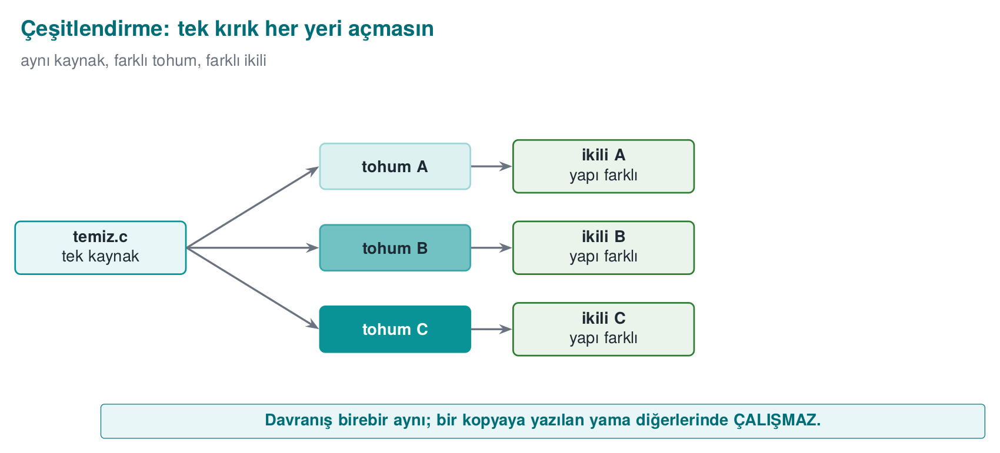 Çeşitlendirme: tek kırık her yeri açmasın
aynı kaynak, farklı tohum, farklı ikili
temiz.c
tek kaynak
tohum A
ikili A
yapı farklı
tohum B
ikili B
yapı farklı
tohum C
ikili C
yapı farklı
Davranış birebir aynı; bir kopyaya yazılan yama diğerlerinde ÇALIŞMAZ.